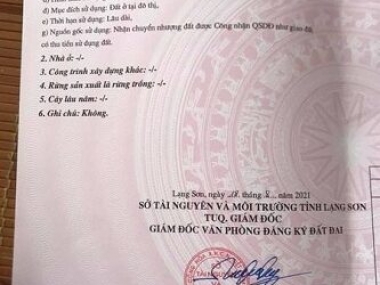 d) Mục đích sử dụng: Đất ở tại đô thị,
e) Thời hạn sử dụng: Lâu dài,
g) Nguồn gốc sử dụng: Nhận chuyển nhượng đất được Công nhận QSDĐ như giao đất
có thu tiền sử dụng đất.
2. Nhà ở: -/-
3. Công trình xây dựng khác: -/-
4. Rừng sản xuất là rừng trồng: -/-
5. Cây lâu năm: -/-
6. Ghi chú: Không.
Lạng Sơn, ngày tháng năm 2021
SỞ TÀI NGUYÊN VÀ MÔI TRƯỜNG TỈNH LẠNG SƠN
TUQ. GIÁM ĐỐC
GIÁM ĐỐC VĂN PHÒNG ĐĂNG KÝ ĐẤT ĐAI